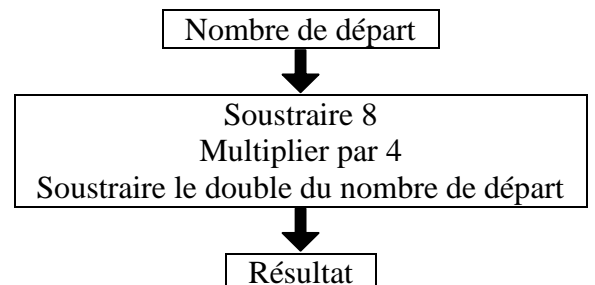 Nombre de départ
Soustraire 8
Multiplier par 4
Soustraire le double du nombre de départ
Résultat